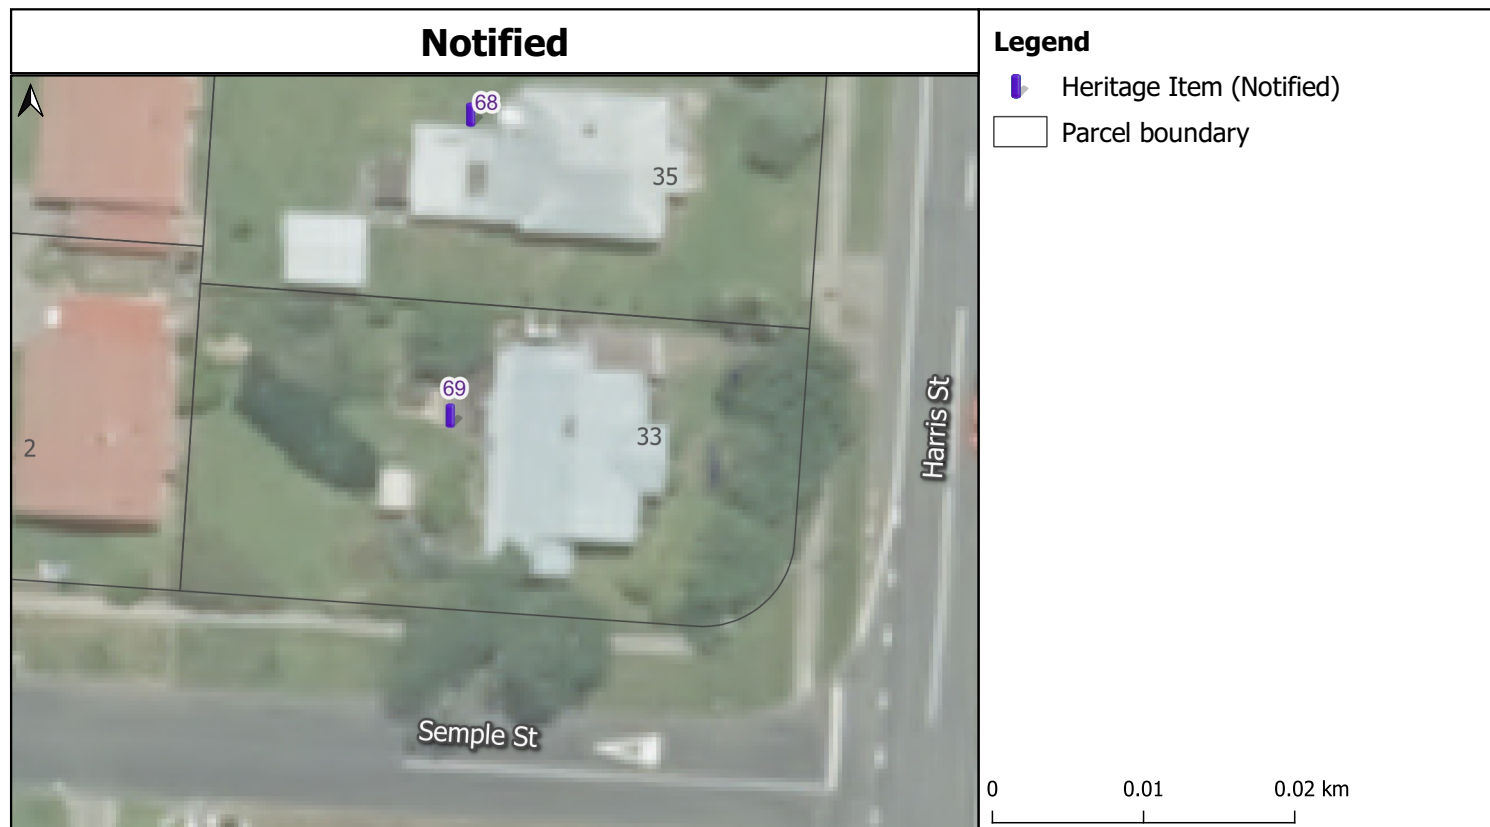 Notified
Legend
Heritage Item (Notified)
Parcel boundary
68
35
69
33
2
Harris St
Semple St
0 0.01 0.02 km